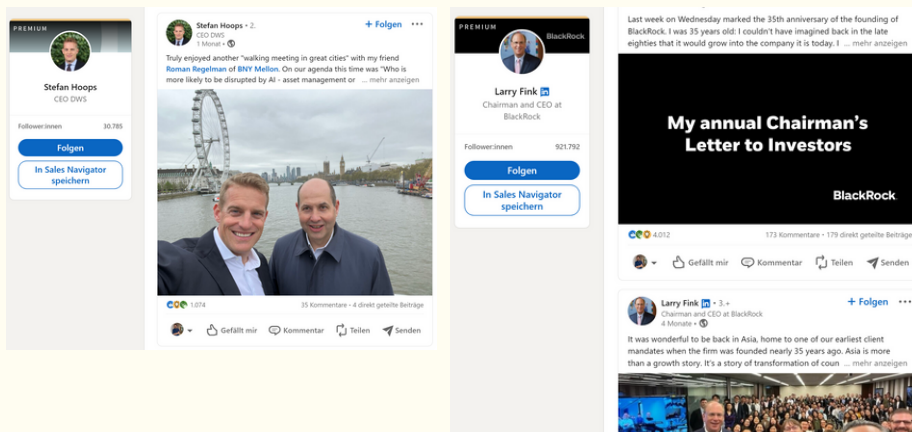 PREMIUM
Stefan Hoops
CEO DWS
Follower:innen 30.785
Folgen
In Sales Navigator
speichern
Stefan Hoops • 2.
CEO DWS
1 Monat •
+ Folgen
Truly enjoyed another "walking meeting in great cities" with my friend
Roman Regelman of BNY Mellon. On our agenda this time was "Who is
more likely to be disrupted by AI - asset management or ... mehr anzeigen
1.074
35 Kommentare • 4 direkt geteilte Beiträge
Gefällt mir
Kommentar
Teilen
Senden
PREMIUM
BlackRock
Larry Fink in
Chairman and CEO at
BlackRock
Follower:innen 921.792
Folgen
In Sales Navigator
speichern
Last week on Wednesday marked the 35th anniversary of the founding of
BlackRock. I was 35 years old: I couldn't have imagined back in the late
eighties that it would grow into the company it is today. I ... mehr anzeigen
My annual Chairman's
Letter to Investors
BlackRock.
4.012
173 Kommentare • 179 direkt geteilte Beiträge
Gefällt mir
Kommentar
Teilen
Senden
Larry Fink in • 3.+
Chairman and CEO at BlackRock
4 Monate •
+ Folgen
It was wonderful to be back in Asia, home to one of our earliest client
mandates when the firm was founded nearly 35 years ago. Asia is more
than a growth story. It's a story of transformation of coun ... mehr anzeigen